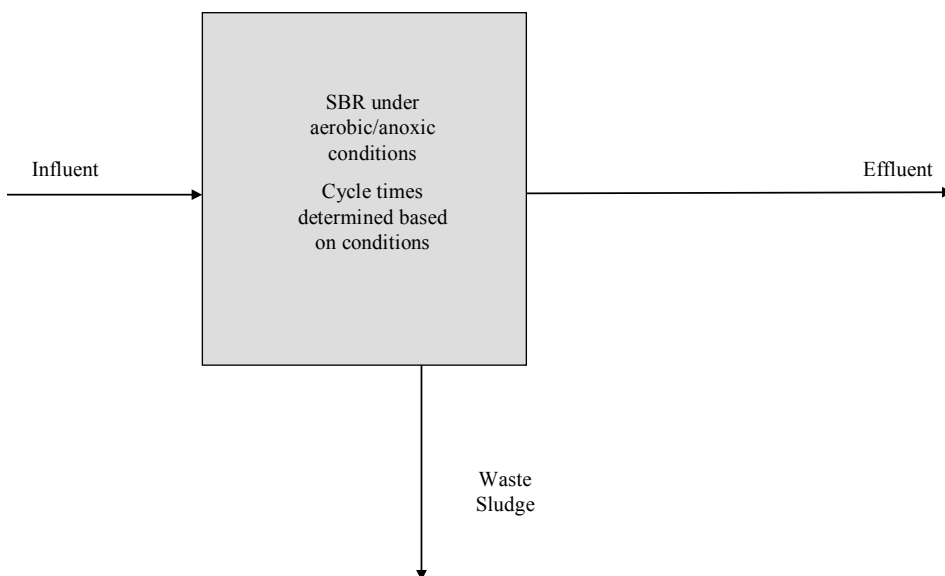 SBR under
aerobic/anoxic
conditions
Influent
Effluent
Cycle times
determined based
on conditions
Waste
Sludge